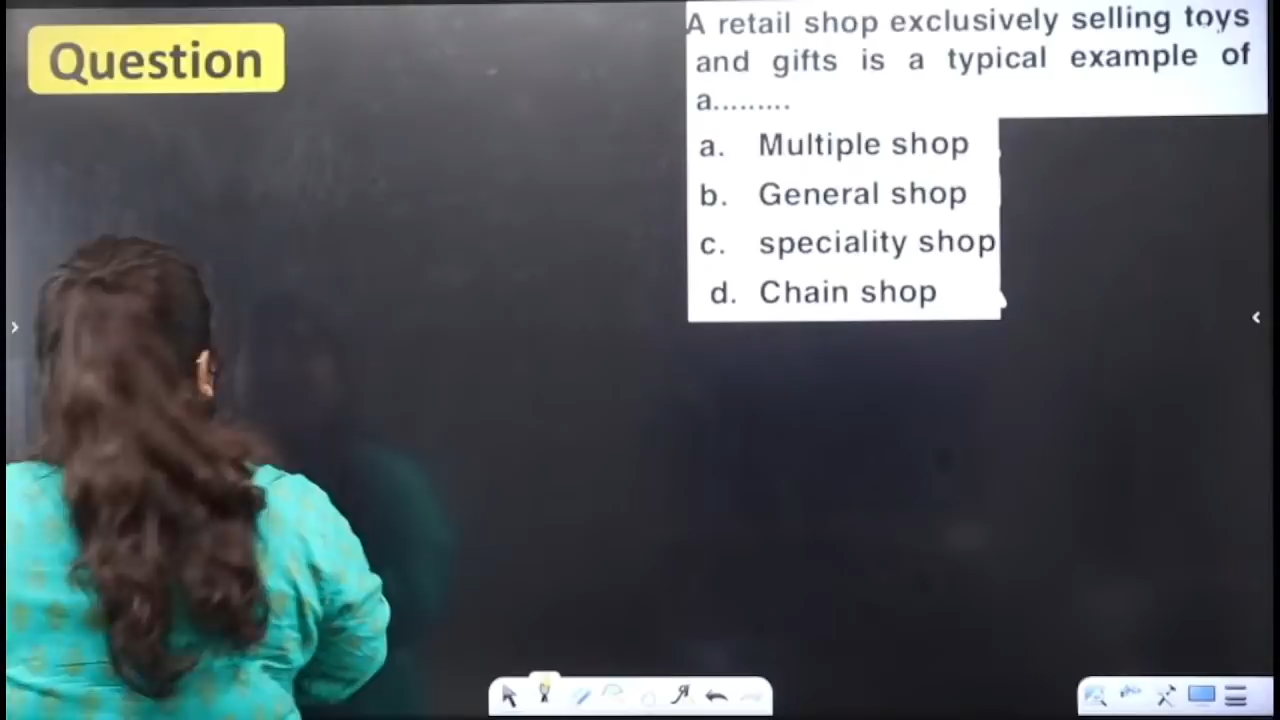 Question
A retail shop exclusively selling toys
and gifts is a typical example of
a.........
a. Multiple shop
b. General shop
c. speciality shop
d. Chain shop